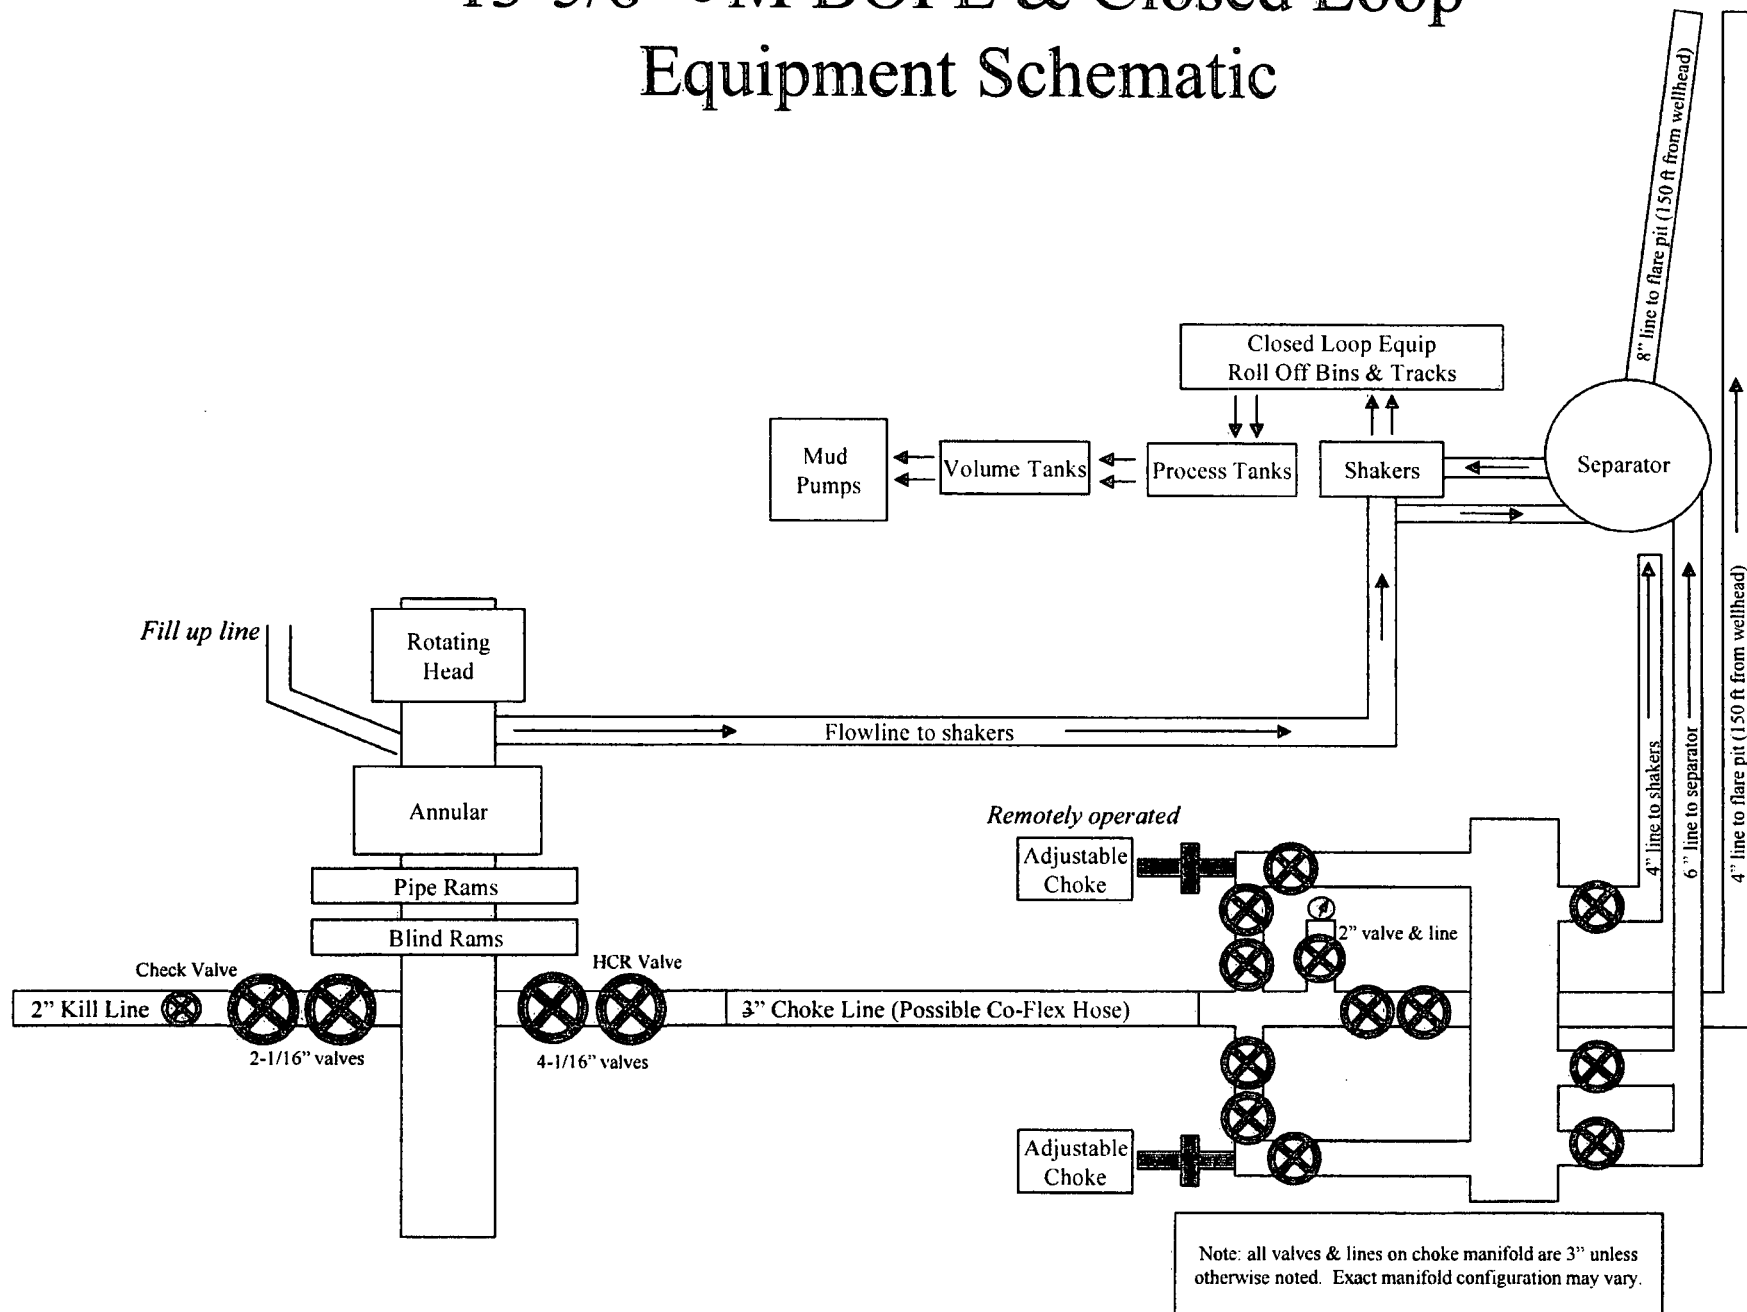 Equipment Schematic
8” line to flare pit (150 ft from wellhead)
Closed Loop Equip
Roll Off Bins & Tracks
Mud
Pumps
Volume Tanks
Process Tanks
Shakers
Separator
Fill up line
Rotating
Head
Flowline to shakers
Annular
Pipe Rams
Blind Rams
Check Valve
HCR Valve
2” Kill Line
3” Choke Line (Possible Co-Flex Hose)
2-1/16” valves
4-1/16” valves
Remotely operated
Adjustable
Choke
2” valve & line
4” line to shakers
6” line to separator
4” line to flare pit (150 ft from wellhead)
Adjustable
Choke
Note: all valves & lines on choke manifold are 3” unless
otherwise noted. Exact manifold configuration may vary.